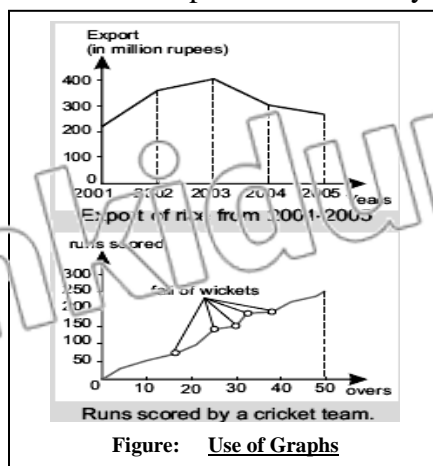 Export
(in million rupees)
400
300
200
100
0
2001 2002 2003 2004 2005 Years
Export of rice from 2001-2005
runs scored
300
250
200
150
100
50
0
fall of wickets
10 20 30 40 50 overs
Runs scored by a cricket team.
Figure: Use of Graphs